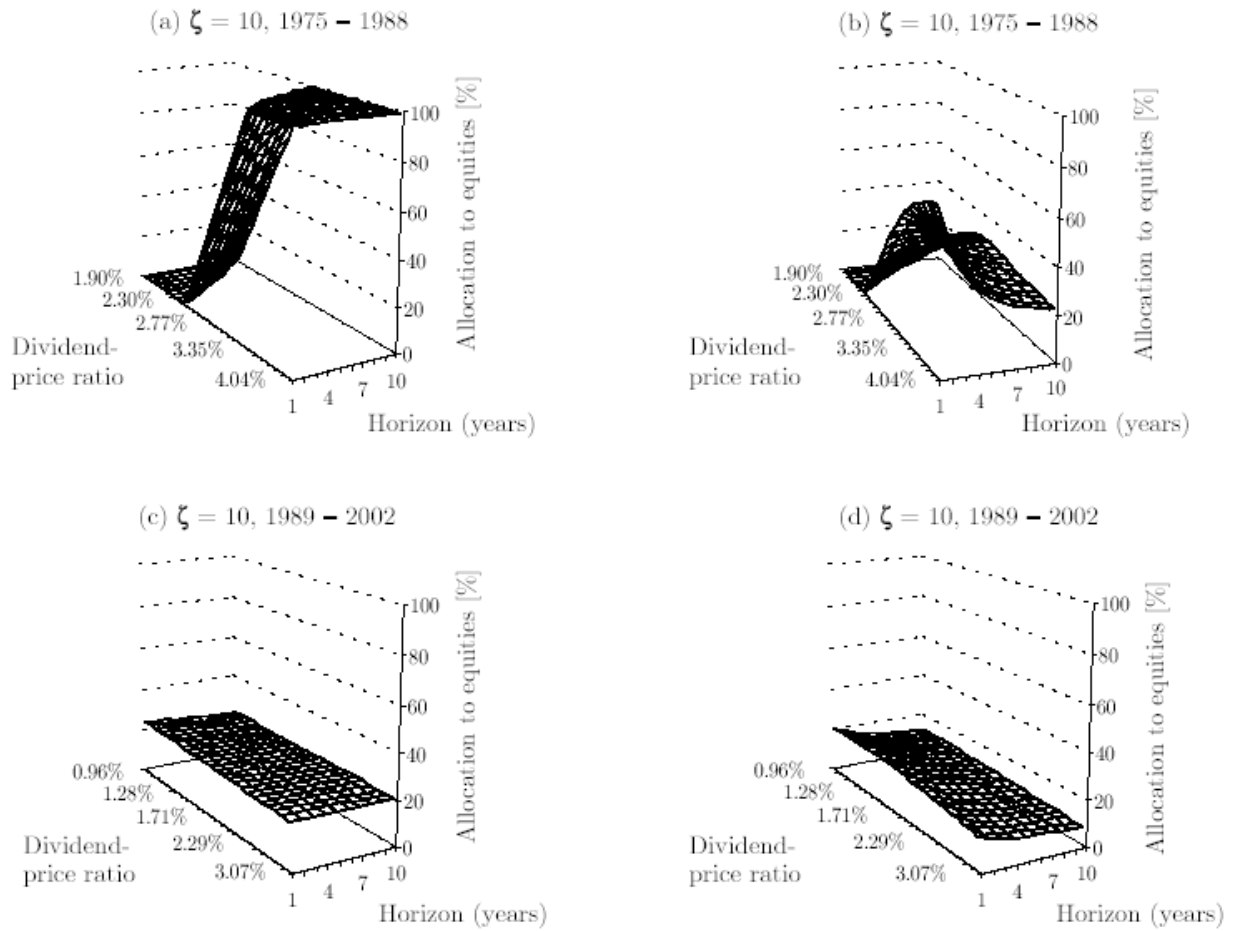 (a) ζ = 10, 1975 – 1988
100
80
60
40
20
0
Allocation to equities [%]
1.90%
2.30%
2.77%
3.35%
4.04%
Dividend-
price ratio
1 4 7 10
Horizon (years)
(b) ζ = 10, 1975 – 1988
100
80
60
40
20
0
Allocation to equities [%]
1.90%
2.30%
2.77%
3.35%
4.04%
Dividend-
price ratio
1 4 7 10
Horizon (years)
(c) ζ = 10, 1989 – 2002
100
80
60
40
20
0
Allocation to equities [%]
0.96%
1.28%
1.71%
2.29%
3.07%
Dividend-
price ratio
1 4 7 10
Horizon (years)
(d) ζ = 10, 1989 – 2002
100
80
60
40
20
0
Allocation to equities [%]
0.96%
1.28%
1.71%
2.29%
3.07%
Dividend-
price ratio
1 4 7 10
Horizon (years)